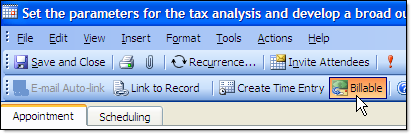 Set the parameters for the tax analysis and develop a broad ou
File Edit View Insert Format Tools Actions Help
Save and Close Recurrence... Invite Attendees
E-mail Auto-link Link to Record Create Time Entry Billable
Appointment Scheduling